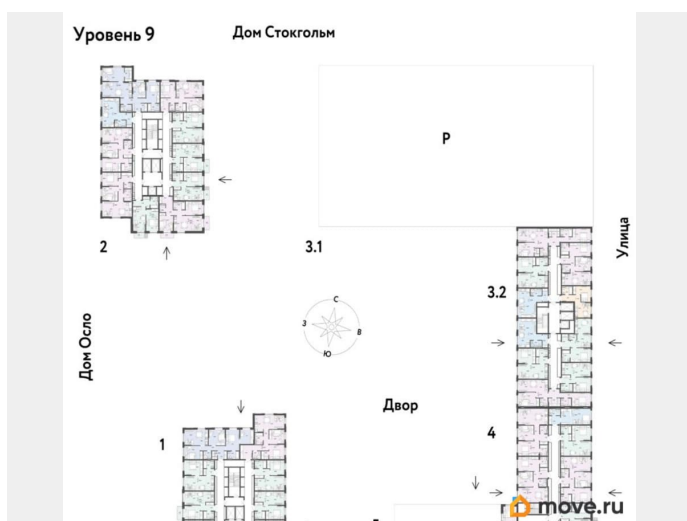 Уровень 9
Дом Стокгольм
P
2
3.1
Улица
3.2
С
З
В
Ю
Дом Осло
Двор
1
4
move.ru